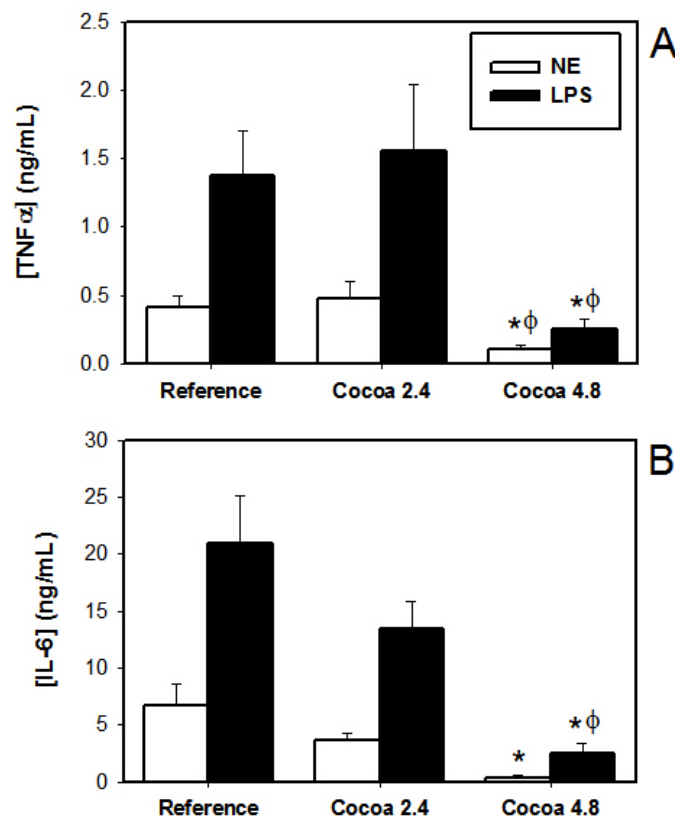 A
NE
LPS
[TNFα] (ng/mL)
2.5
2.0
1.5
1.0
0.5
0.0
*ϕ
*ϕ
Reference
Cocoa 2.4
Cocoa 4.8
B
[IL-6] (ng/mL)
30
25
20
15
10
5
0
*
*ϕ
Reference
Cocoa 2.4
Cocoa 4.8